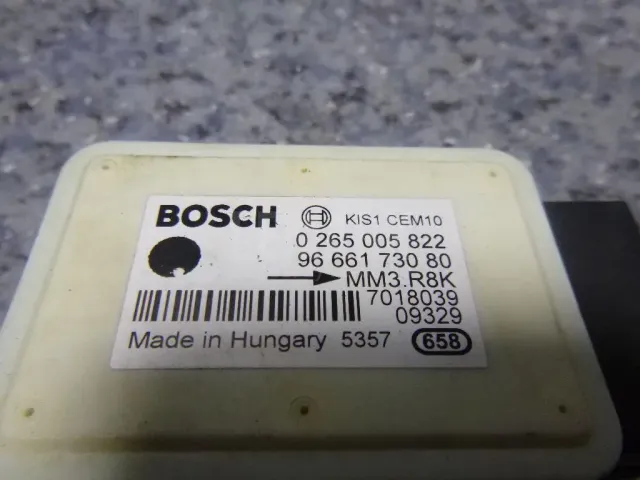 BOSCH KIS1 CEM10
0 265 005 822
96 661 730 80
MM3.R8K
7018039
09329
Made in Hungary 5357 658